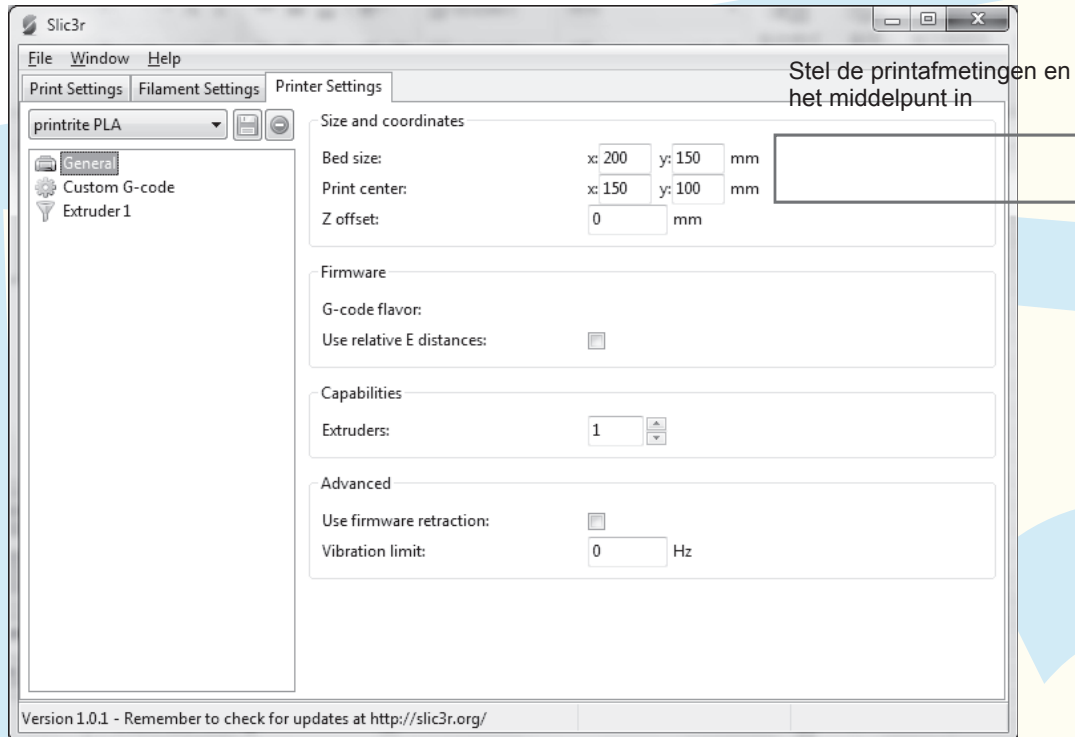 Slic3r
File Window Help
Stel de printafmetingen en
het middelpunt in
Print Settings Filament Settings Printer Settings
printrite PLA
General
Custom G-code
Extruder 1
Size and coordinates
Bed size: x: 200 y: 150 mm
Print center: x: 150 y: 100 mm
Z offset: 0 mm
Firmware
G-code flavor:
Use relative E distances:
Capabilities
Extruders: 1
Advanced
Use firmware retraction:
Vibration limit: 0 Hz
Version 1.0.1 - Remember to check for updates at http://slic3r.org/